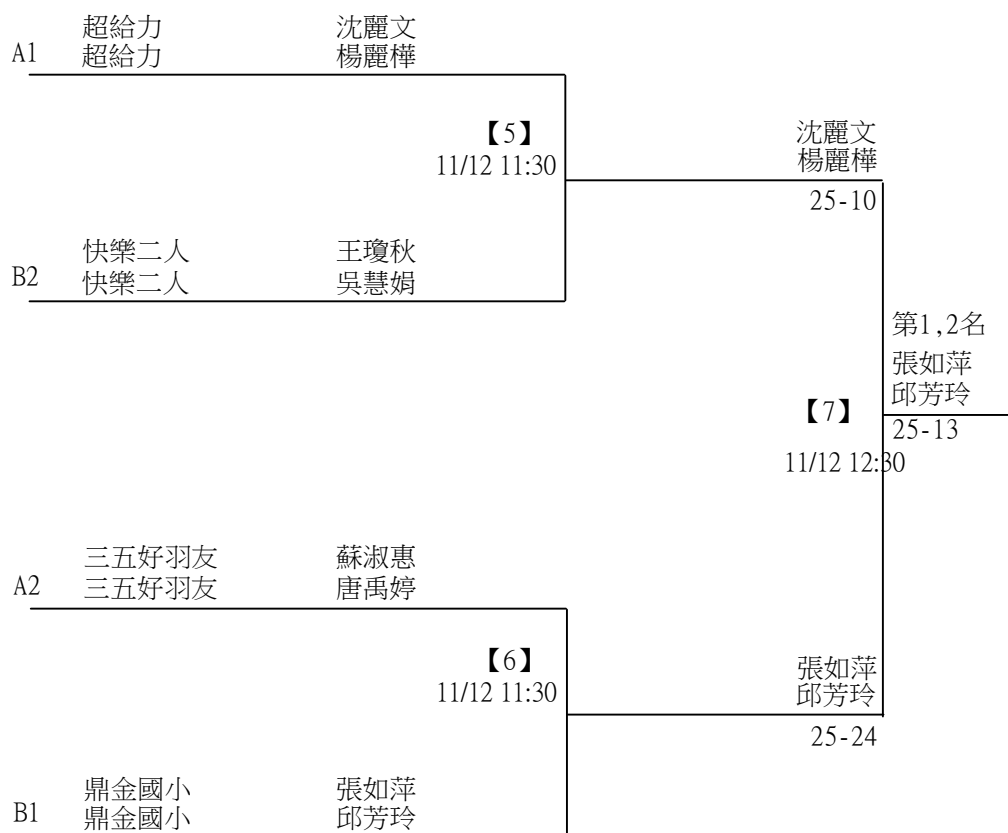 超給力 沈麗文
A1 超給力 楊麗樺
【5】
11/12 11:30
沈麗文
楊麗樺
25-10
快樂二人 王瓊秋
B2 快樂二人 吳慧娟
第1,2名
張如萍
邱芳玲
【7】
25-13
11/12 12:30
三五好羽友 蘇淑惠
A2 三五好羽友 唐禹婷
【6】
11/12 11:30
張如萍
邱芳玲
25-24
鼎金國小 張如萍
B1 鼎金國小 邱芳玲